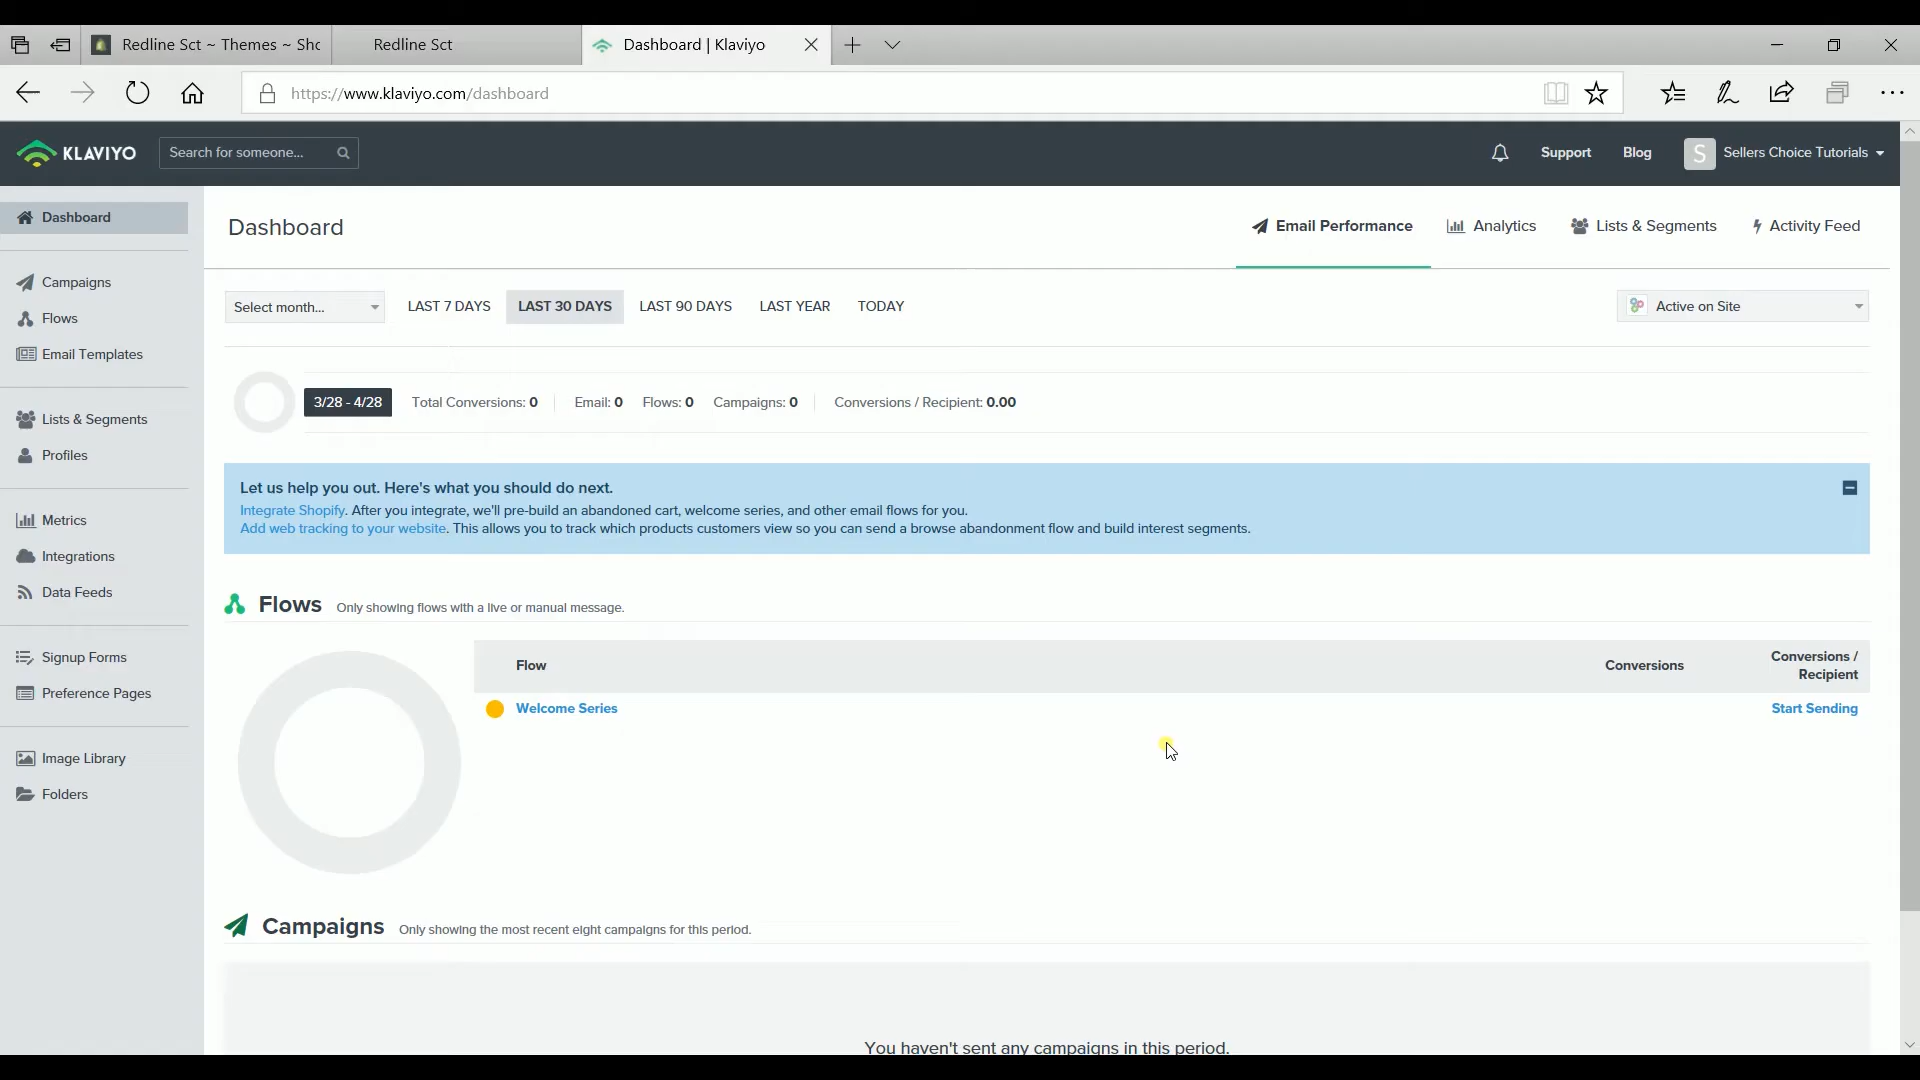 Redline Sct ~ Themes ~ Sho
Redline Sct
Dashboard | Klaviyo
https://www.klaviyo.com/dashboard
KLAVIYO
Search for someone...
Support
Blog
S
Sellers Choice Tutorials
Dashboard
Campaigns
Flows
Email Templates
Lists & Segments
Profiles
Metrics
Integrations
Data Feeds
Signup Forms
Preference Pages
Image Library
Folders
Dashboard
Email Performance
Analytics
Lists & Segments
Activity Feed
Select month...
LAST 7 DAYS
LAST 30 DAYS
LAST 90 DAYS
LAST YEAR
TODAY
Active on Site
3/28 - 4/28
Total Conversions: 0
Email: 0
Flows: 0
Campaigns: 0
Conversions / Recipient: 0.00
Let us help you out. Here's what you should do next.
Integrate Shopify. After you integrate, we'll pre-build an abandoned cart, welcome series, and other email flows for you.
Add web tracking to your website. This allows you to track which products customers view so you can send a browse abandonment flow and build interest segments.
Flows
Only showing flows with a live or manual message.
Flow
Conversions
Conversions /
Recipient
Welcome Series
Start Sending
Campaigns
Only showing the most recent eight campaigns for this period.
You haven't sent any campaigns in this period.